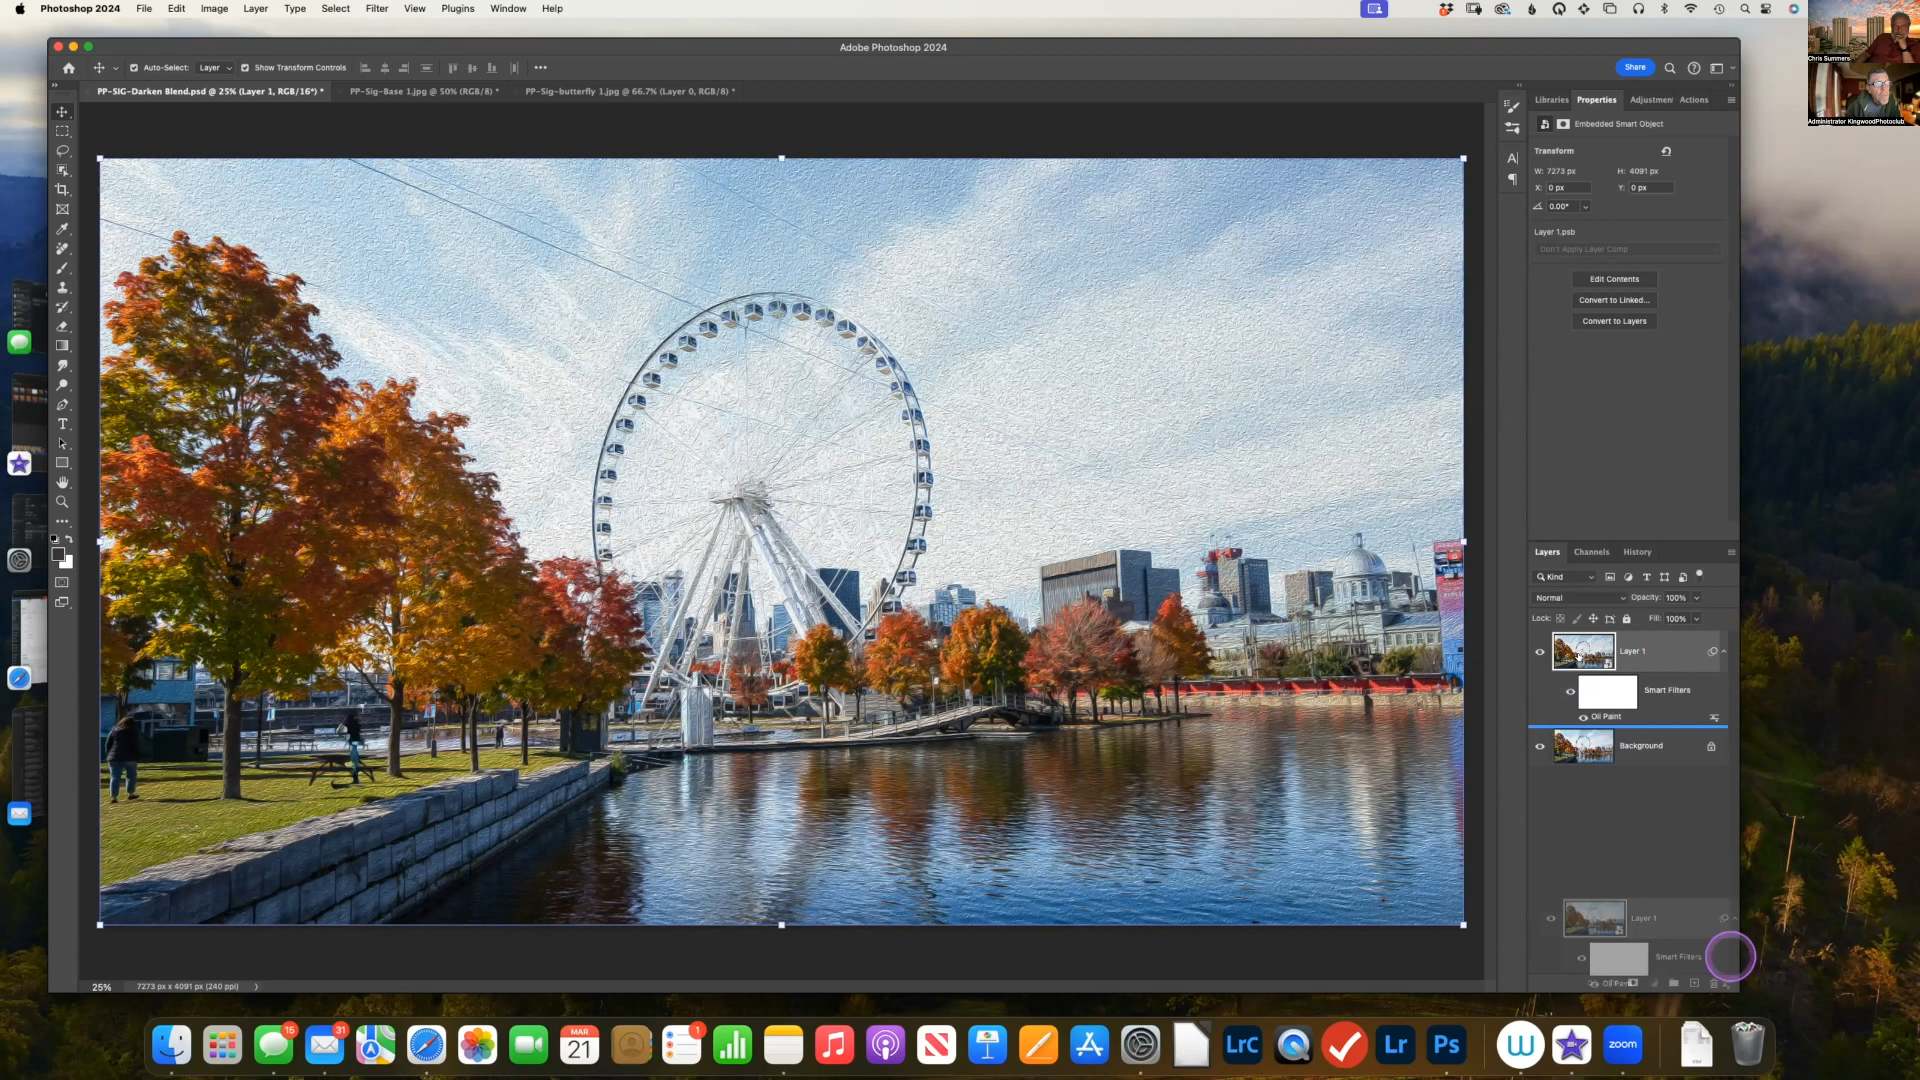 Photoshop 2024 File Edit Image Layer Type Select Filter View Plugins Window Help
Adobe Photoshop 2024
Auto-Select: Layer Show Transform Controls
Share
PP-SIG-Darken Blend.psd @ 25% (Layer 1, RGB/16*) * PP-Sig-Base 1.jpg @ 50% (RGB/8) * PP-Sig-butterfly 1.jpg @ 66.7% (Layer 0, RGB/8) *
Chris Summers
Administrator KingwoodPhotoclub
Libraries Properties Adjustment Actions
Embedded Smart Object
Transform
W: 7273 px H: 4091 px
X: 0 px Y: 0 px
0.00°
Layer 1.psb
Don't Apply Layer Comp
Edit Contents
Convert to Linked...
Convert to Layers
Layers Channels History
Kind
Normal Opacity: 100%
Lock: Fill: 100%
Layer 1
Smart Filters
Oil Paint
Background
Layer 1
Smart Filters
25% 7273 px x 4091 px (240 ppi)
15 31 MAR 21 1
LrC Lr Ps W zoom